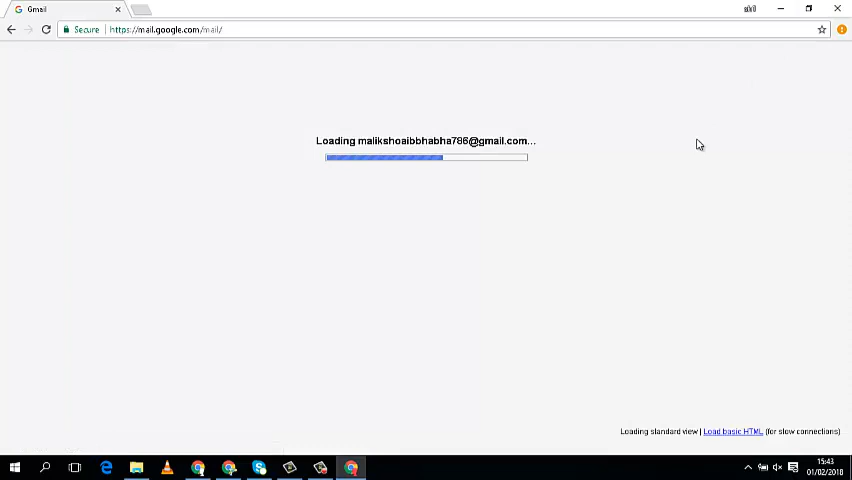 Gmail
Secure https://mail.google.com/mail/
Loading malikshoaibbhabha786@gmail.com...
Loading standard view | Load basic HTML (for slow connections)
15:43
01/02/2018